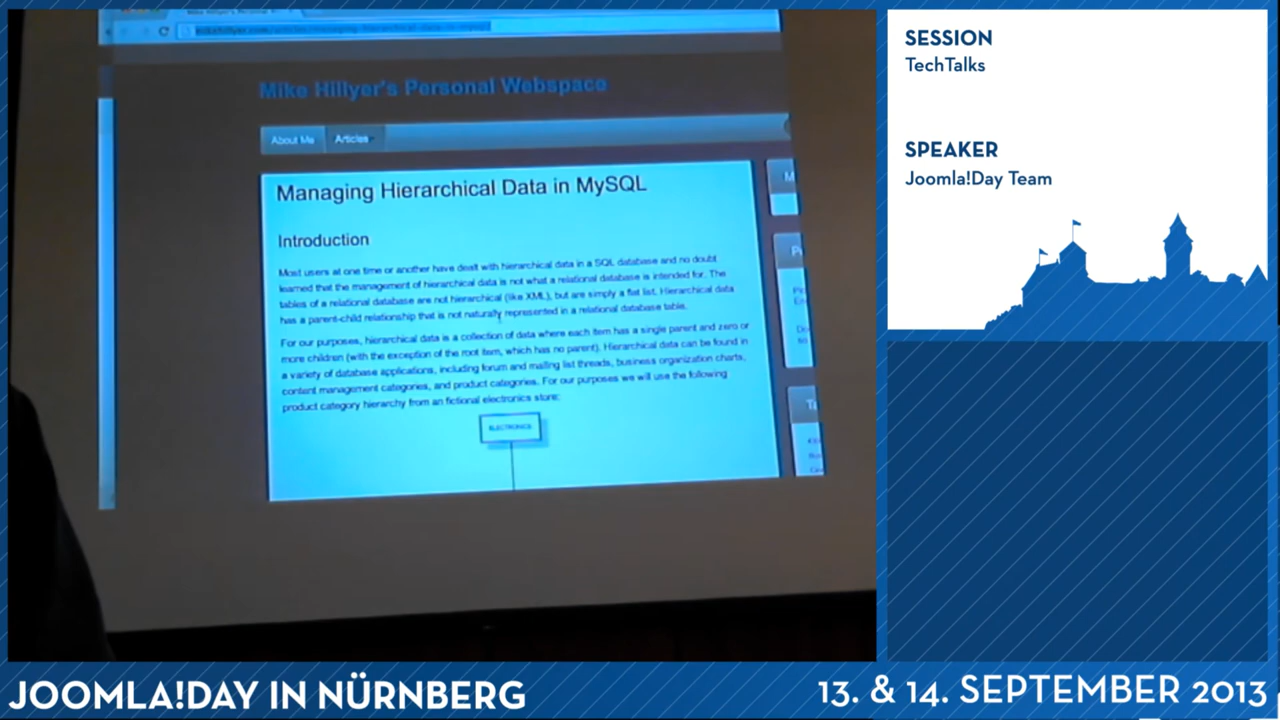 Mike Hillyer's Personal Webspace
About Me
Articles
Managing Hierarchical Data in MySQL
Introduction
Most users at one time or another have dealt with hierarchical data in a SQL database and no doubt
learned that the management of hierarchical data is not what a relational database is intended for. The
tables of a relational database are not hierarchical (like XML), but are simply a flat list. Hierarchical data
has a parent-child relationship that is not naturally represented in a relational database table.
For our purposes, hierarchical data is a collection of data where each item has a single parent and zero or
more children (with the exception of the root item, which has no parent). Hierarchical data can be found in
a variety of database applications, including forum and mailing list threads, business organization charts,
content management categories, and product categories. For our purposes we will use the following
product category hierarchy from an fictional electronics store:
ELECTRONICS
SESSION
TechTalks
SPEAKER
Joomla!Day Team
JOOMLA!DAY IN NÜRNBERG
13. & 14. SEPTEMBER 2013